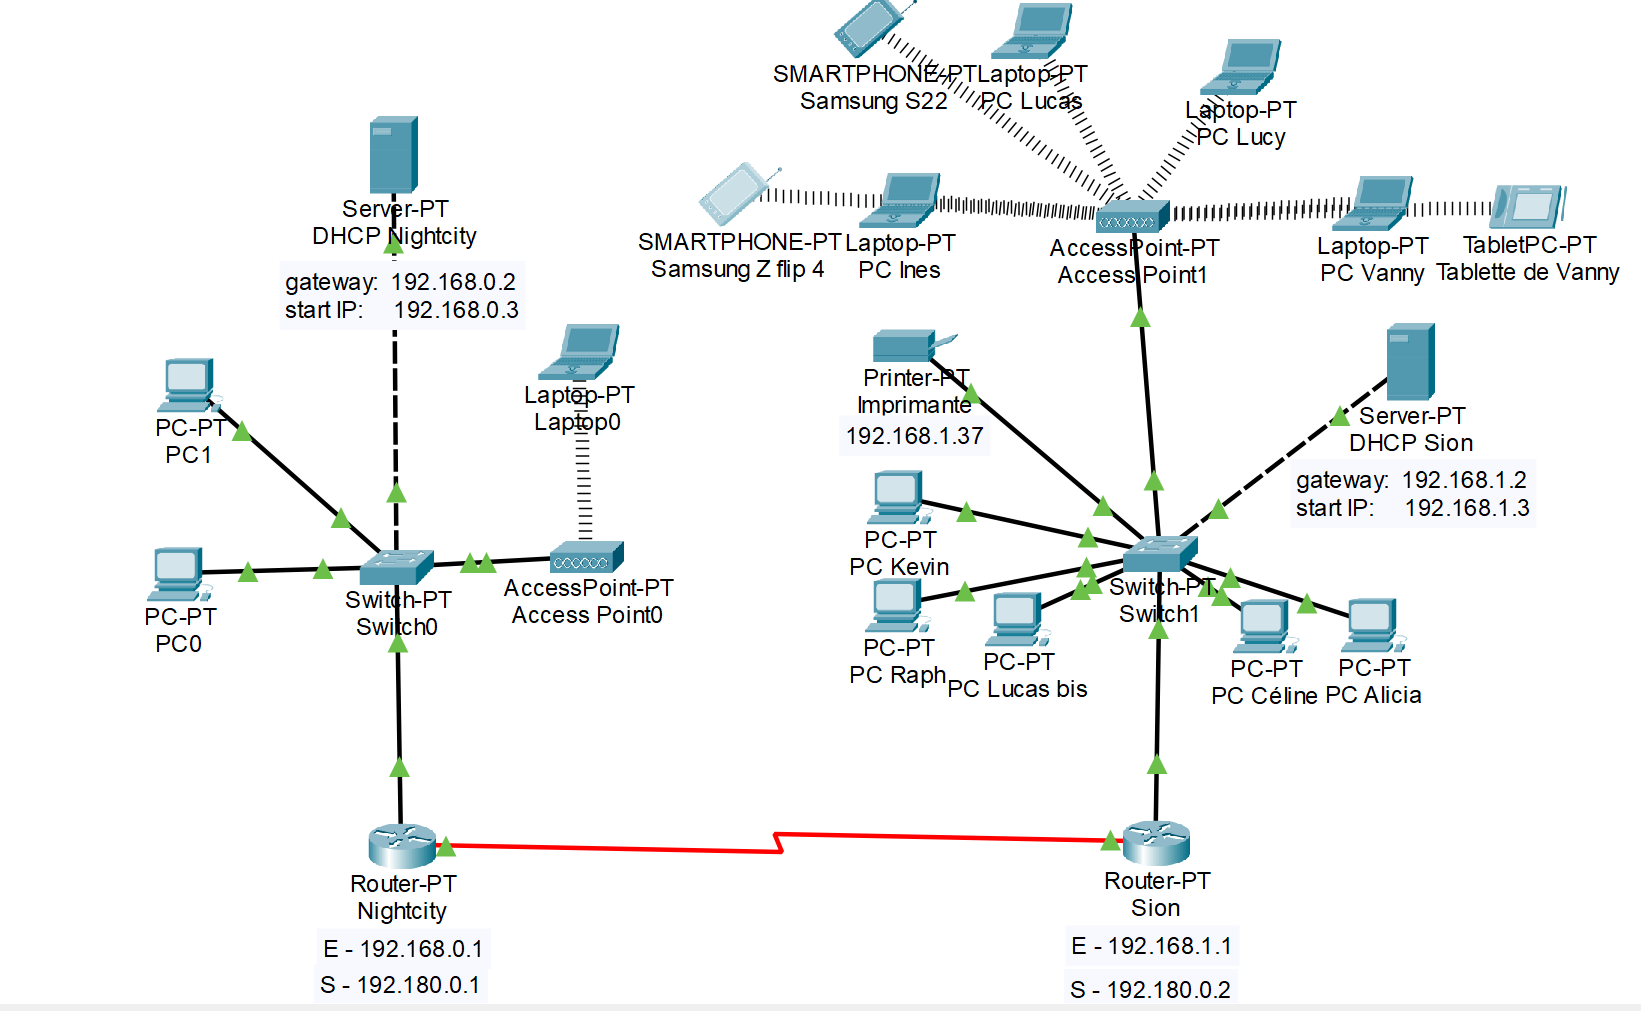 SMARTPHONE-PT
Samsung S22
Laptop-PT
PC Lucas
Laptop-PT
PC Lucy
Server-PT
DHCP Nightcity
gateway: 192.168.0.2
start IP: 192.168.0.3
SMARTPHONE-PT
Samsung Z flip 4
Laptop-PT
PC Ines
AccessPoint-PT
Access Point1
Laptop-PT
PC Vanny
TabletPC-PT
Tablette de Vanny
Laptop-PT
Laptop0
Printer-PT
Imprimante
192.168.1.37
Server-PT
DHCP Sion
gateway: 192.168.1.2
start IP: 192.168.1.3
PC-PT
PC1
PC-PT
PC0
Switch-PT
Switch0
AccessPoint-PT
Access Point0
PC-PT
PC Kevin
PC-PT
PC Raph
PC-PT
PC Lucas bis
Switch-PT
Switch1
PC-PT
PC Céline
PC-PT
PC Alicia
Router-PT
Nightcity
E - 192.168.0.1
S - 192.180.0.1
Router-PT
Sion
E - 192.168.1.1
S - 192.180.0.2